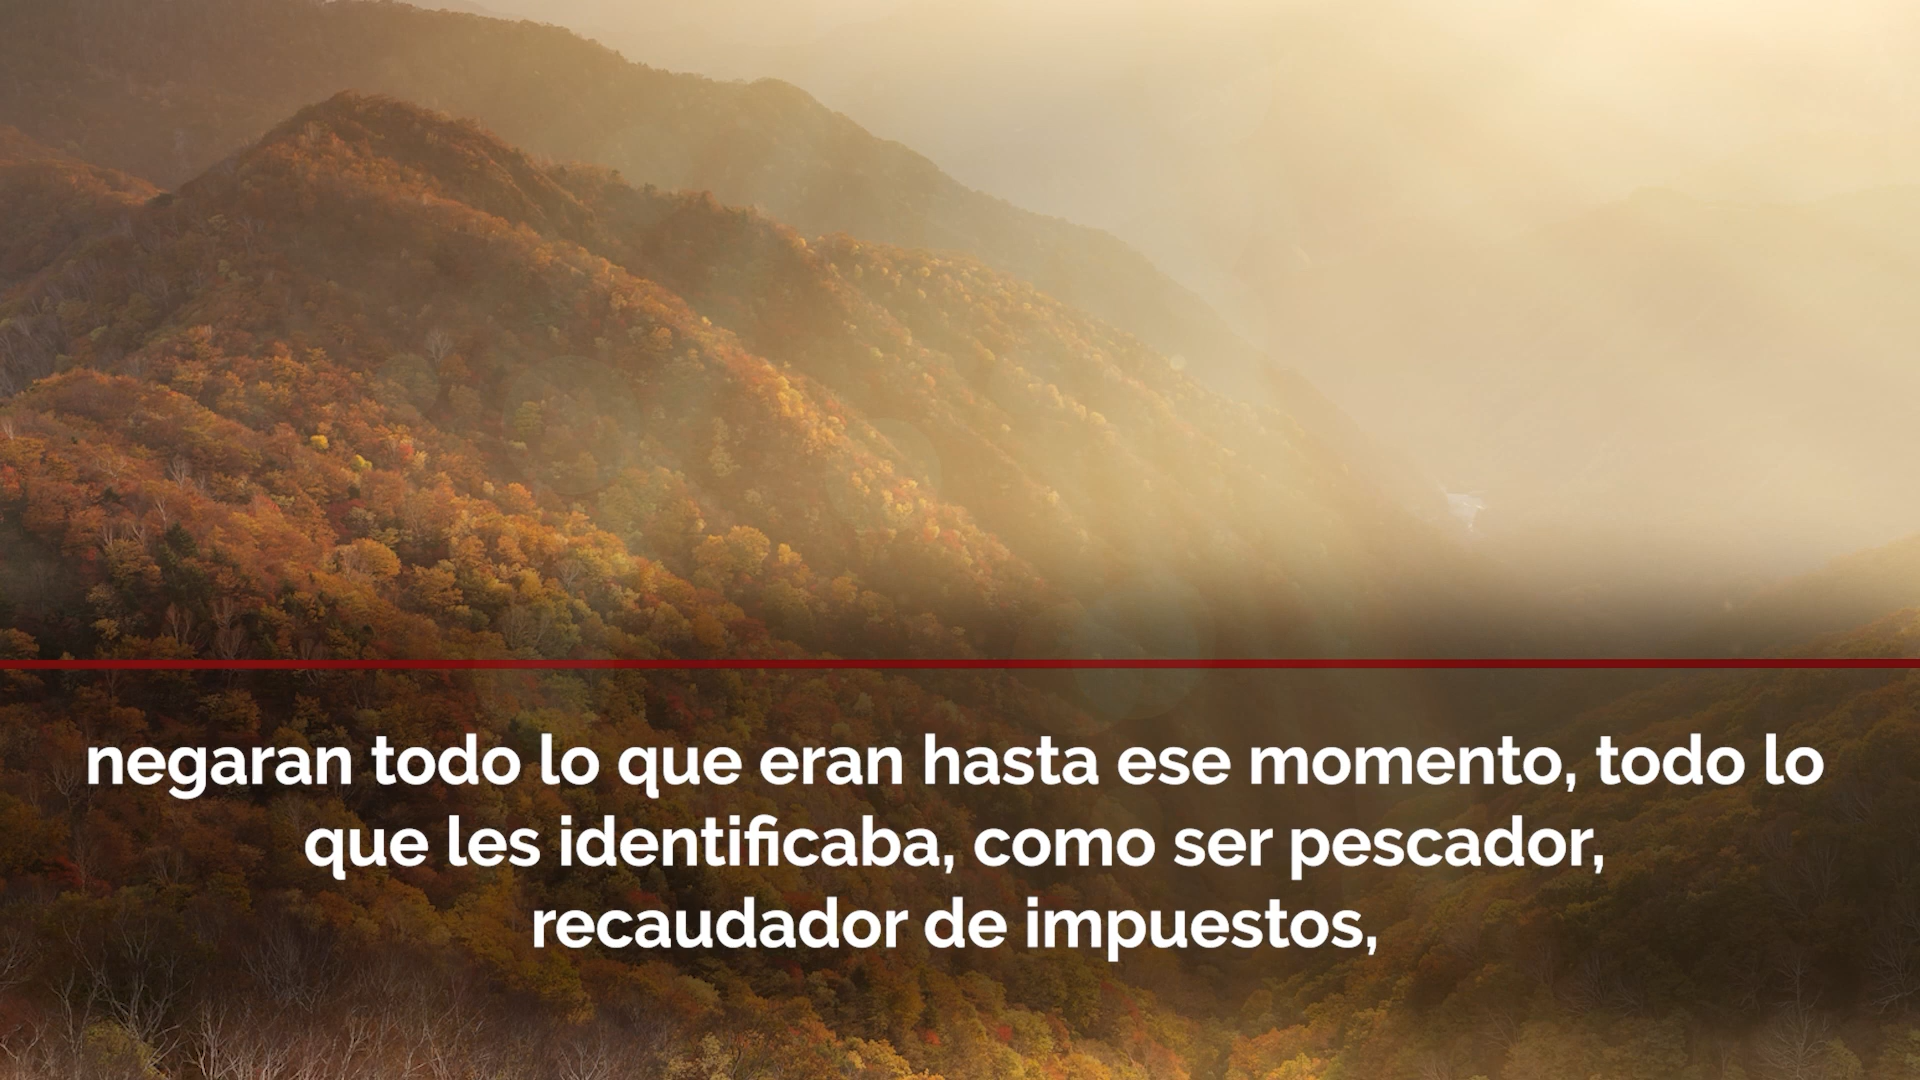 negaran todo lo que eran hasta ese momento, todo lo
que les identificaba, como ser pescador,
recaudador de impuestos,